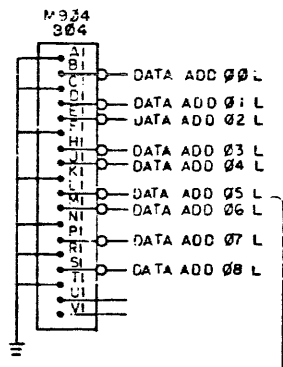 M934
B04
A1
B1
C1
D1
E1
F1
H1
J1
K1
L1
M1
N1
P1
R1
S1
T1
U1
V1
DATA ADD ØØ L
DATA ADD Ø1 L
DATA ADD Ø2 L
DATA ADD Ø3 L
DATA ADD Ø4 L
DATA ADD Ø5 L
DATA ADD Ø6 L
DATA ADD Ø7 L
DATA ADD Ø8 L